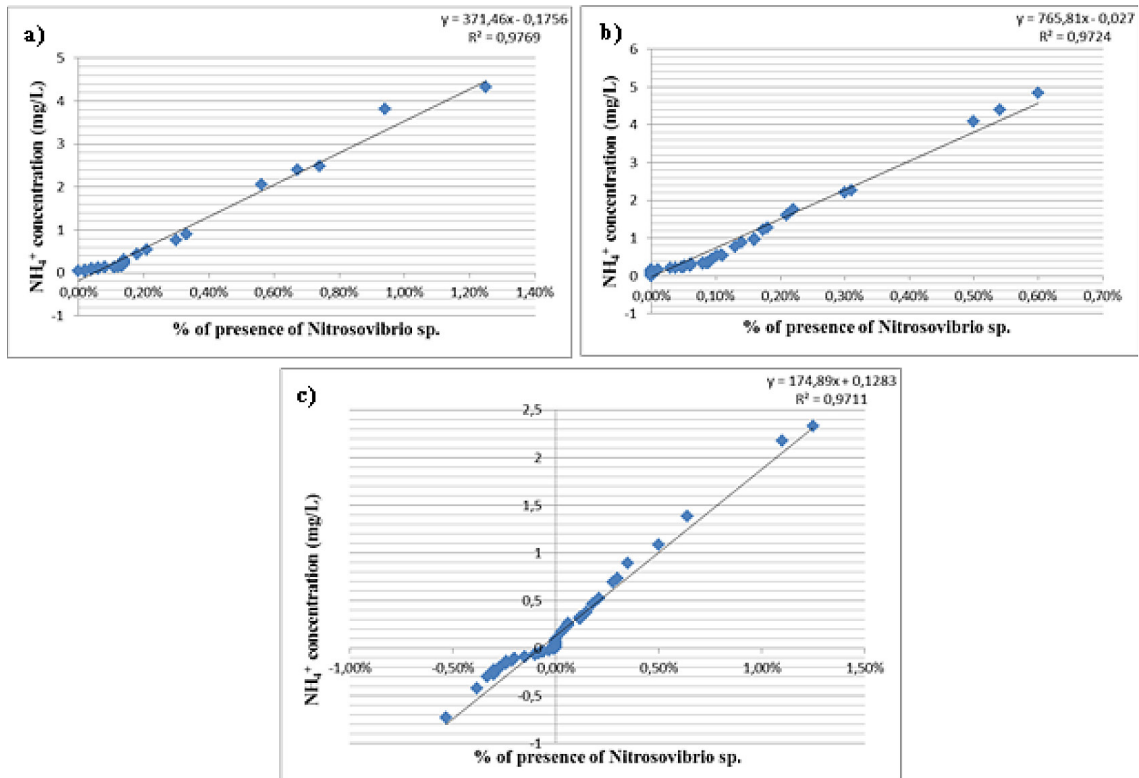 a)
y = 371,46x - 0,1756
R² = 0,9769
5
4
3
2
1
0
-1
0,00% 0,20% 0,40% 0,60% 0,80% 1,00% 1,20% 1,40%
NH₄⁺ concentration (mg/L)
% of presence of Nitrosovibrio sp.
b)
y = 765,81x - 0,027
R² = 0,9724
6
5
4
3
2
1
0
-1
0,00% 0,10% 0,20% 0,30% 0,40% 0,50% 0,60% 0,70%
NH₄⁺ concentration (mg/L)
% of presence of Nitrosovibrio sp.
c)
y = 174,89x + 0,1283
R² = 0,9711
2,5
2
1,5
1
0,5
0
-0,5
-1
-1,00% -0,50% 0,00% 0,50% 1,00% 1,50%
NH₄⁺ concentration (mg/L)
% of presence of Nitrosovibrio sp.